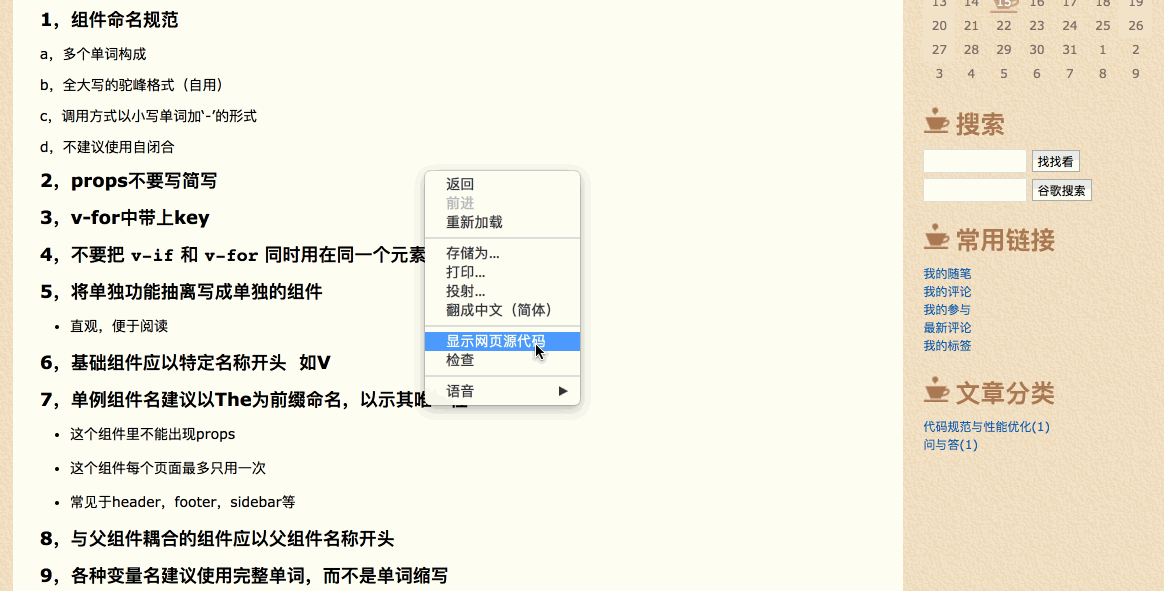 1，组件命名规范
a，多个单词构成
b，全大写的驼峰格式（自用）
c，调用方式以小写单词加‘-’的形式
d，不建议使用自闭合
2，props不要写简写
3，v-for中带上key
4，不要把 v-if 和 v-for 同时用在同一个元素
5，将单独功能抽离写成单独的组件
• 直观，便于阅读
6，基础组件应以特定名称开头 如V
7，单例组件名建议以The为前缀命名，以示其唯
• 这个组件里不能出现props
• 这个组件每个页面最多只用一次
• 常见于header，footer，sidebar等
8，与父组件耦合的组件应以父组件名称开头
9，各种变量名建议使用完整单词，而不是单词缩写
返回
前进
重新加载
存储为...
打印...
投射...
翻成中文（简体）
显示网页源代码
检查
语音
13 14 15 16 17 18 19
20 21 22 23 24 25 26
27 28 29 30 31 1 2
3 4 5 6 7 8 9
搜索
找找看
谷歌搜索
常用链接
我的随笔
我的评论
我的参与
最新评论
我的标签
文章分类
代码规范与性能优化(1)
问与答(1)